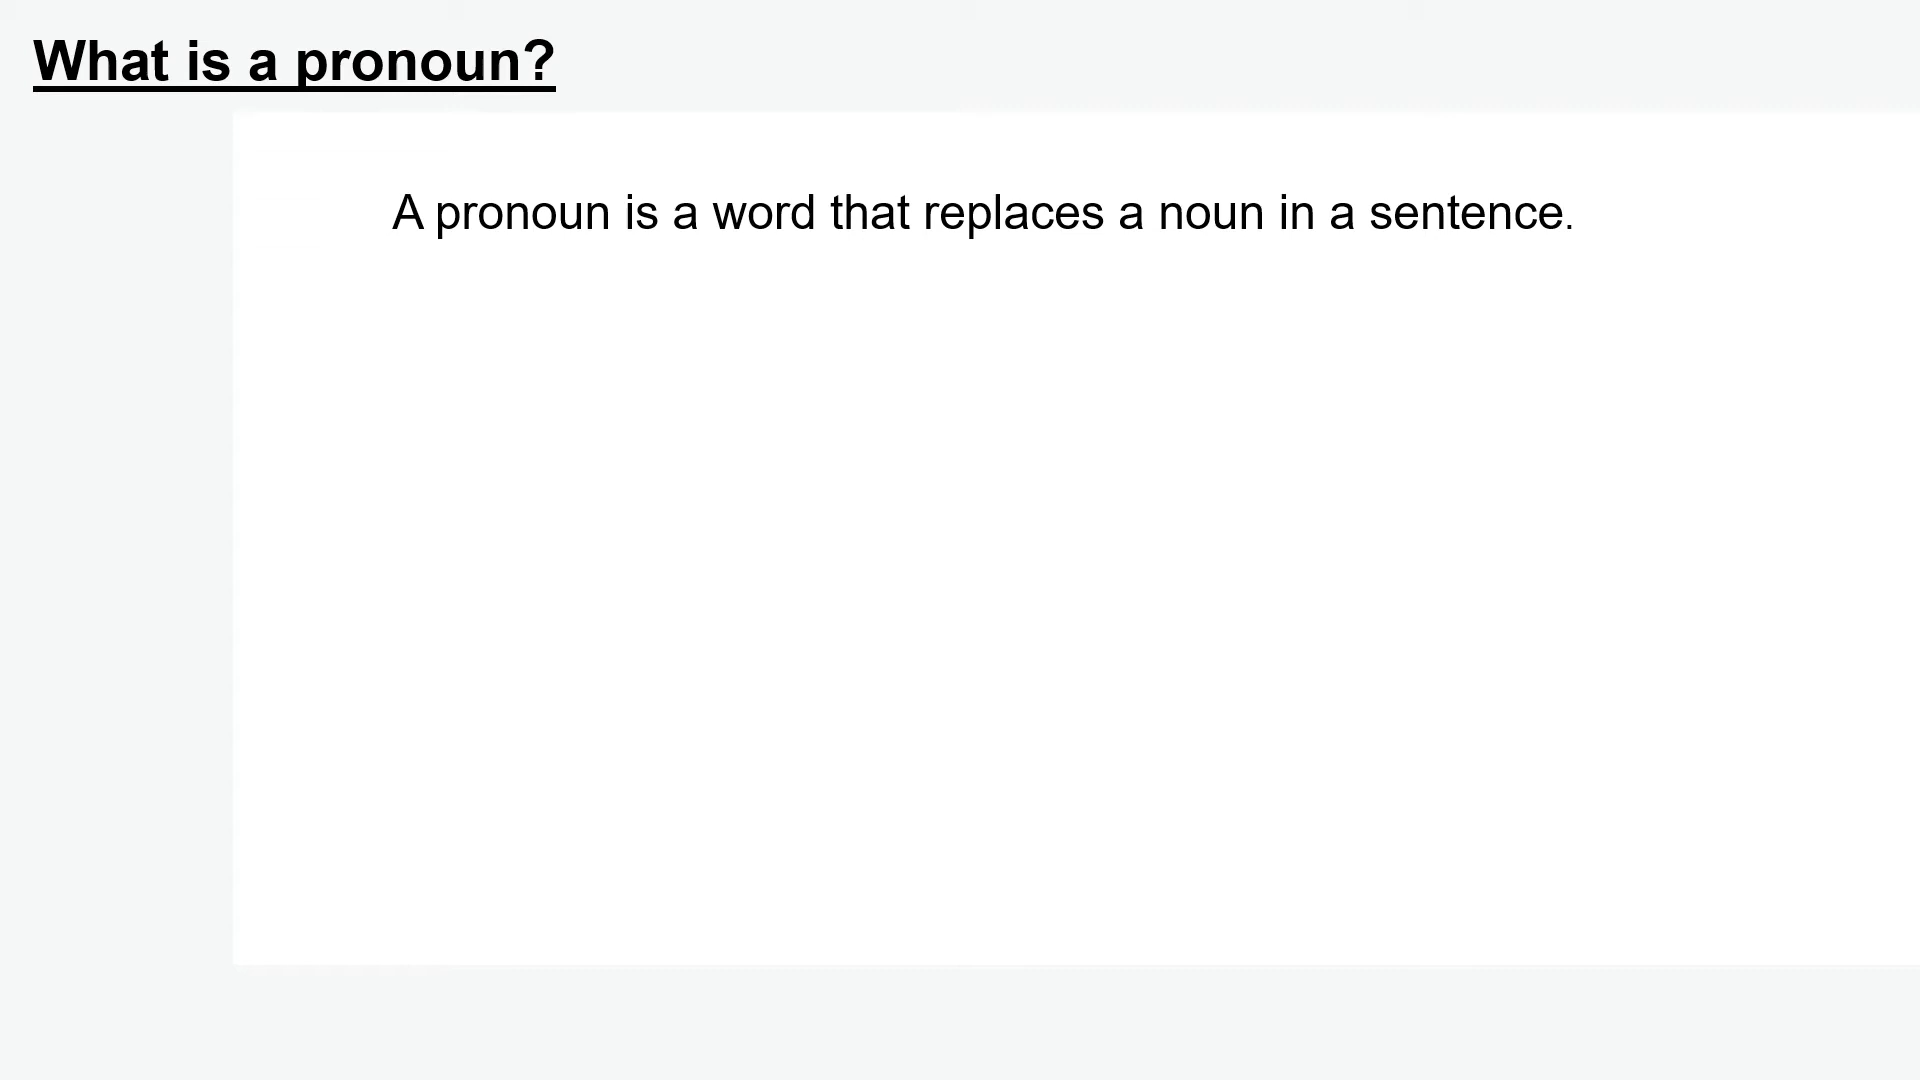 What is a pronoun?
A pronoun is a word that replaces a noun in a sentence.